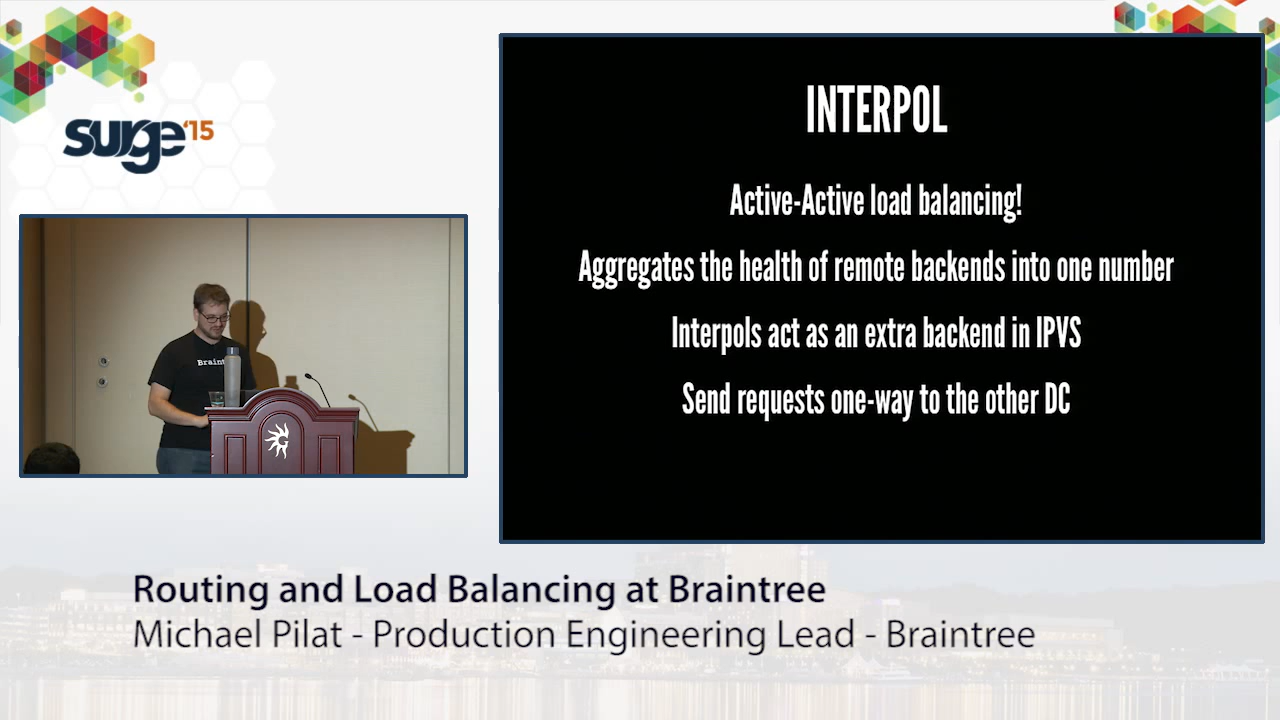 surge'15
INTERPOL
Active-Active load balancing!
Aggregates the health of remote backends into one number
Interpols act as an extra backend in IPVS
Send requests one-way to the other DC
Braint
Routing and Load Balancing at Braintree
Michael Pilat - Production Engineering Lead - Braintree